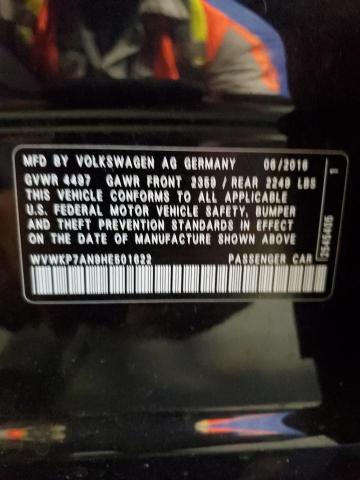 MFD BY VOLKSWAGEN AG GERMANY 06/2016
GVWR 4497 GAWR FRONT 2359 / REAR 2249 LBS
THIS VEHICLE CONFORMS TO ALL APPLICABLE
U.S. FEDERAL MOTOR VEHICLE SAFETY, BUMPER
AND THEFT PREVENTION STANDARDS IN EFFECT
ON THE DATE OF MANUFACTURE SHOWN ABOVE
WVWKP7AN9HE501622 PASSENGER CAR